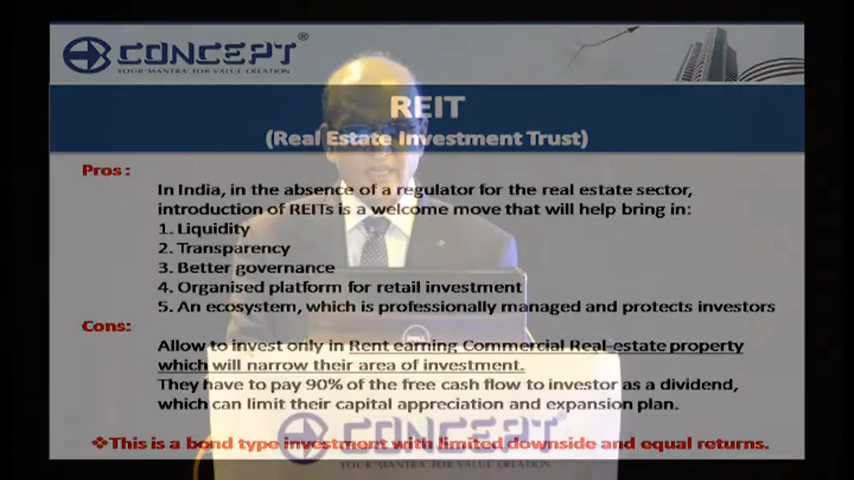 CONCEPT®
YOUR 'MANTRA' FOR VALUE CREATION
REIT
(Real Estate Investment Trust)
Pros :
In India, in the absence of a regulator for the real estate sector,
introduction of REITs is a welcome move that will help bring in:
1. Liquidity
2. Transparency
3. Better governance
4. Organised platform for retail investment
5. An ecosystem, which is professionally managed and protects investors
Cons:
Allow to invest only in Rent earning Commercial Real-estate property
which will narrow their area of investment.
They have to pay 90% of the free cash flow to investor as a dividend,
which can limit their capital appreciation and expansion plan.
❖This is a bond type investment with limited downside and equal returns.
DELL
CONCEPT
YOUR 'MANTRA' FOR VALUE CREATION